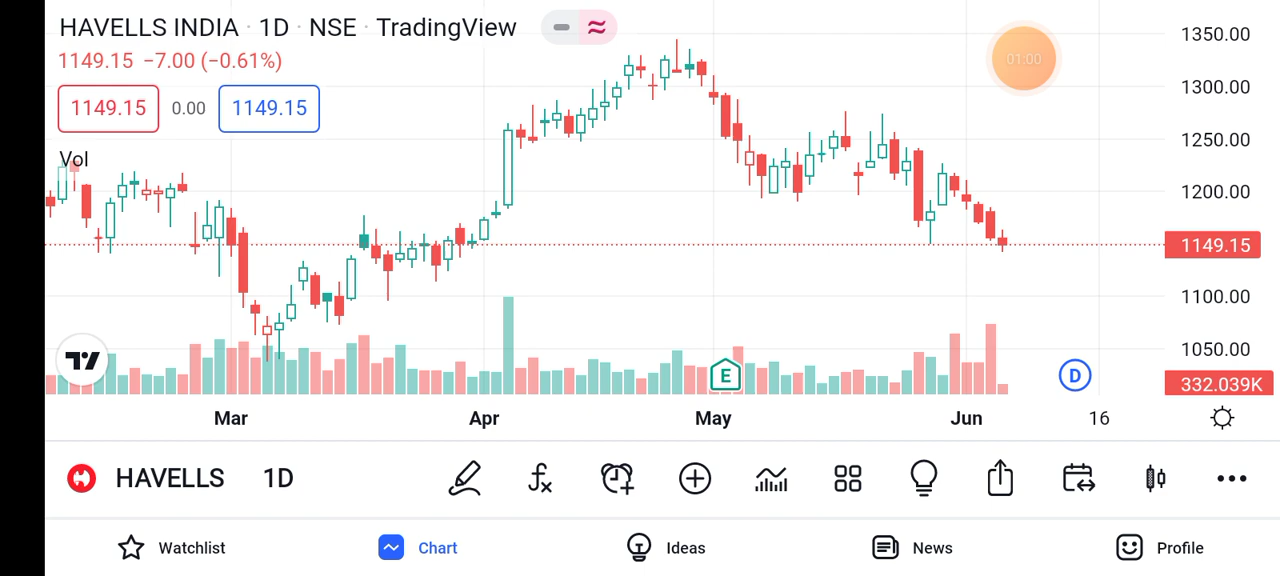 HAVELLS INDIA · 1D · NSE · TradingView
1149.15 −7.00 (−0.61%)
1149.15 0.00 1149.15
Vol
01:00
1350.00
1300.00
1250.00
1200.00
1149.15
1100.00
1050.00
332.039K
E
D
Mar Apr May Jun 16
HAVELLS 1D
Watchlist Chart Ideas News Profile